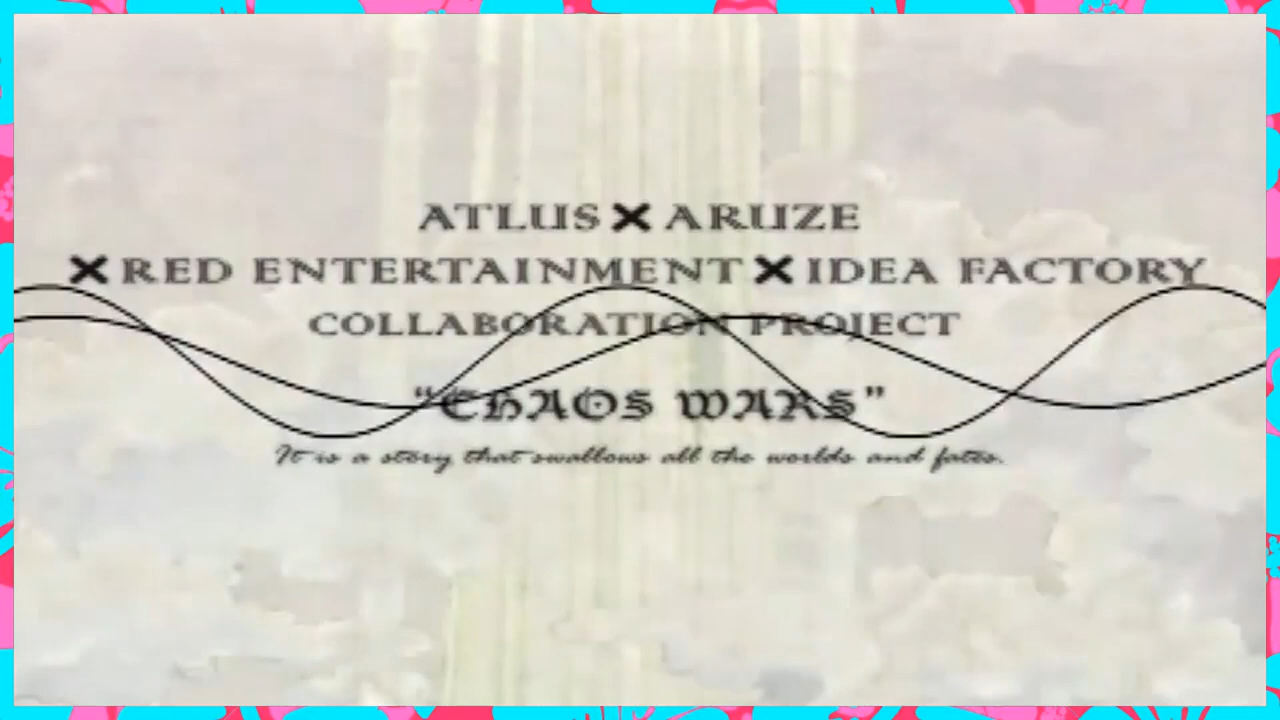 ATLUS × ARUZE
× RED ENTERTAINMENT × IDEA FACTORY
COLLABORATION PROJECT
“CHAOS WARS”
It is a story that swallows all the worlds and fates.